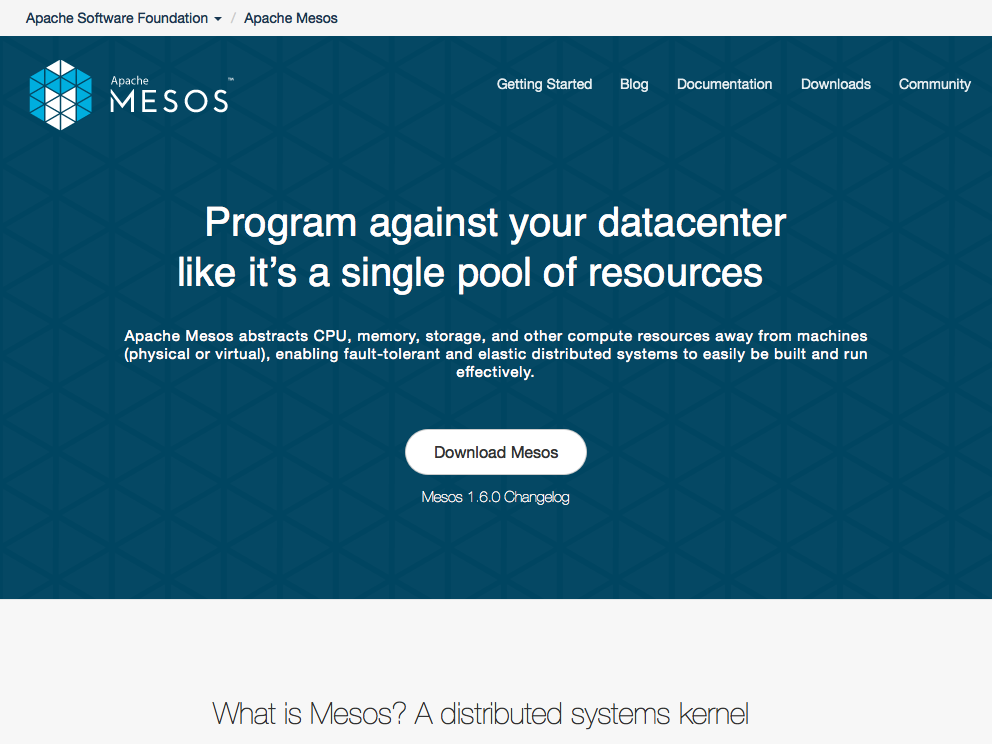 Apache Software Foundation / Apache Mesos
Apache
MESOS™
Getting Started Blog Documentation Downloads Community
Program against your datacenter
like it’s a single pool of resources
Apache Mesos abstracts CPU, memory, storage, and other compute resources away from machines
(physical or virtual), enabling fault-tolerant and elastic distributed systems to easily be built and run
effectively.
Download Mesos
Mesos 1.6.0 Changelog
What is Mesos? A distributed systems kernel